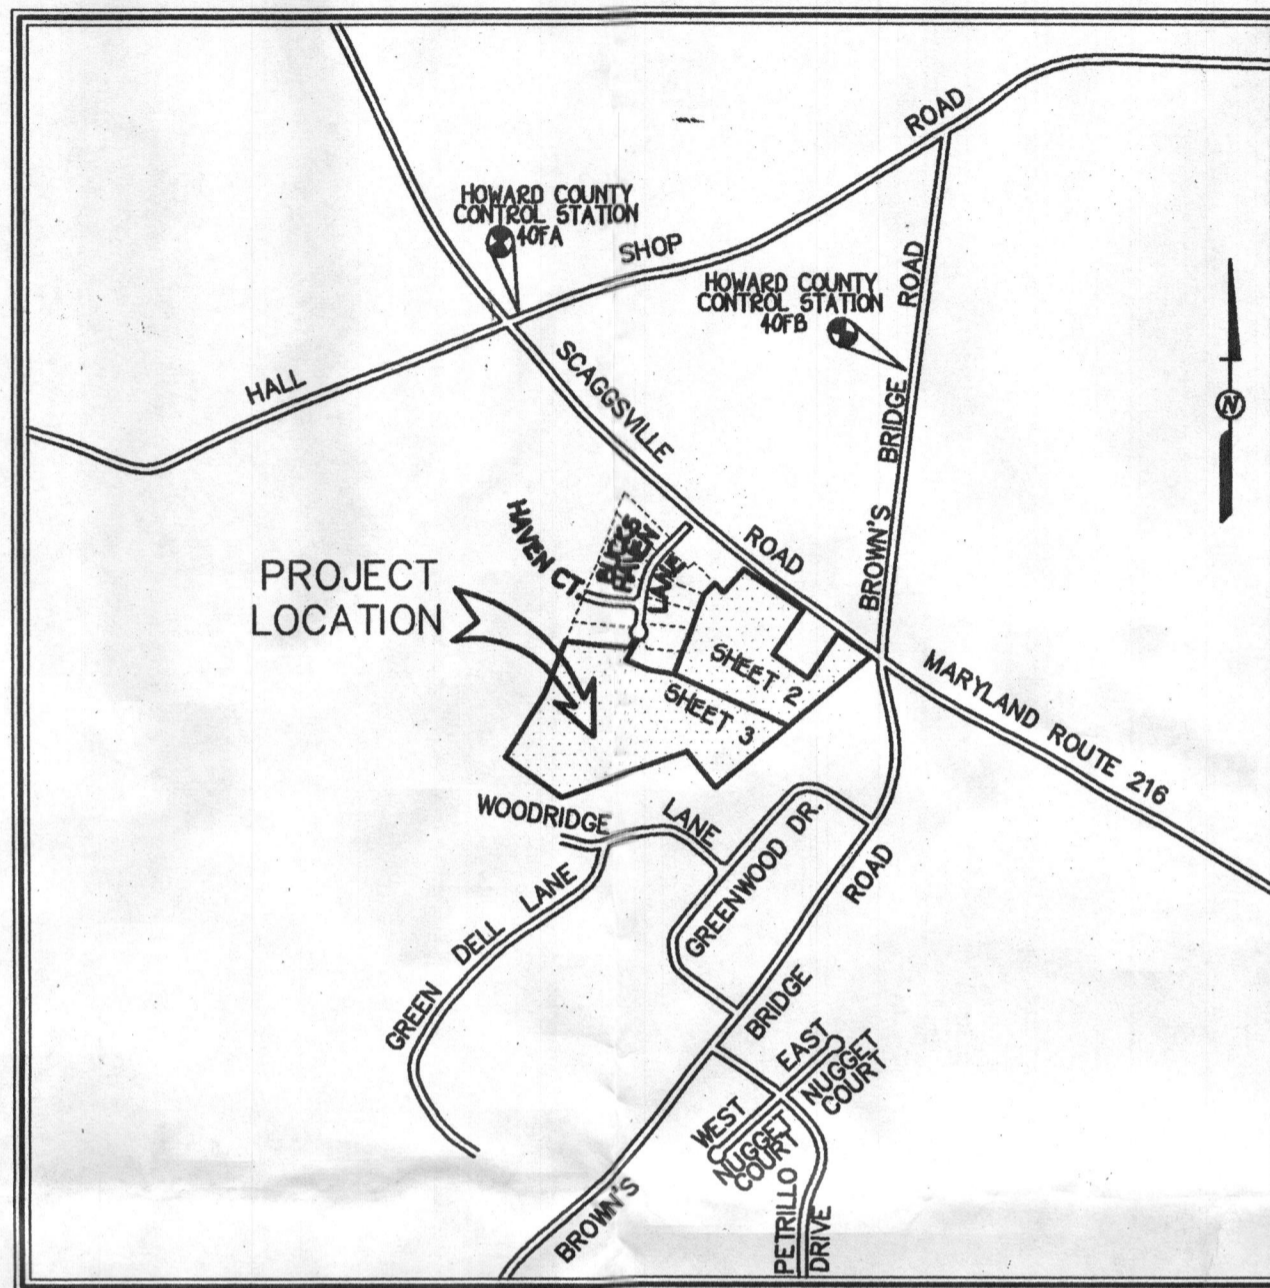 HOWARD COUNTY
CONTROL STATION
40FA
ROAD
SHOP
HOWARD COUNTY
CONTROL STATION
40FB
ROAD
HALL
SCAGGSVILLE
BRIDGE
N
HAVEN CT.
BUCKS
HAVEN
LANE
ROAD
BROWN'S
PROJECT
LOCATION
SHEET 2
SHEET 3
MARYLAND ROUTE 216
WOODRIDGE
LANE
GREENWOOD DR.
ROAD
GREEN
DELL
LANE
BRIDGE
EAST
NUGGET
COURT
WEST
NUGGET
COURT
BROWN'S
PETRILLO
DRIVE